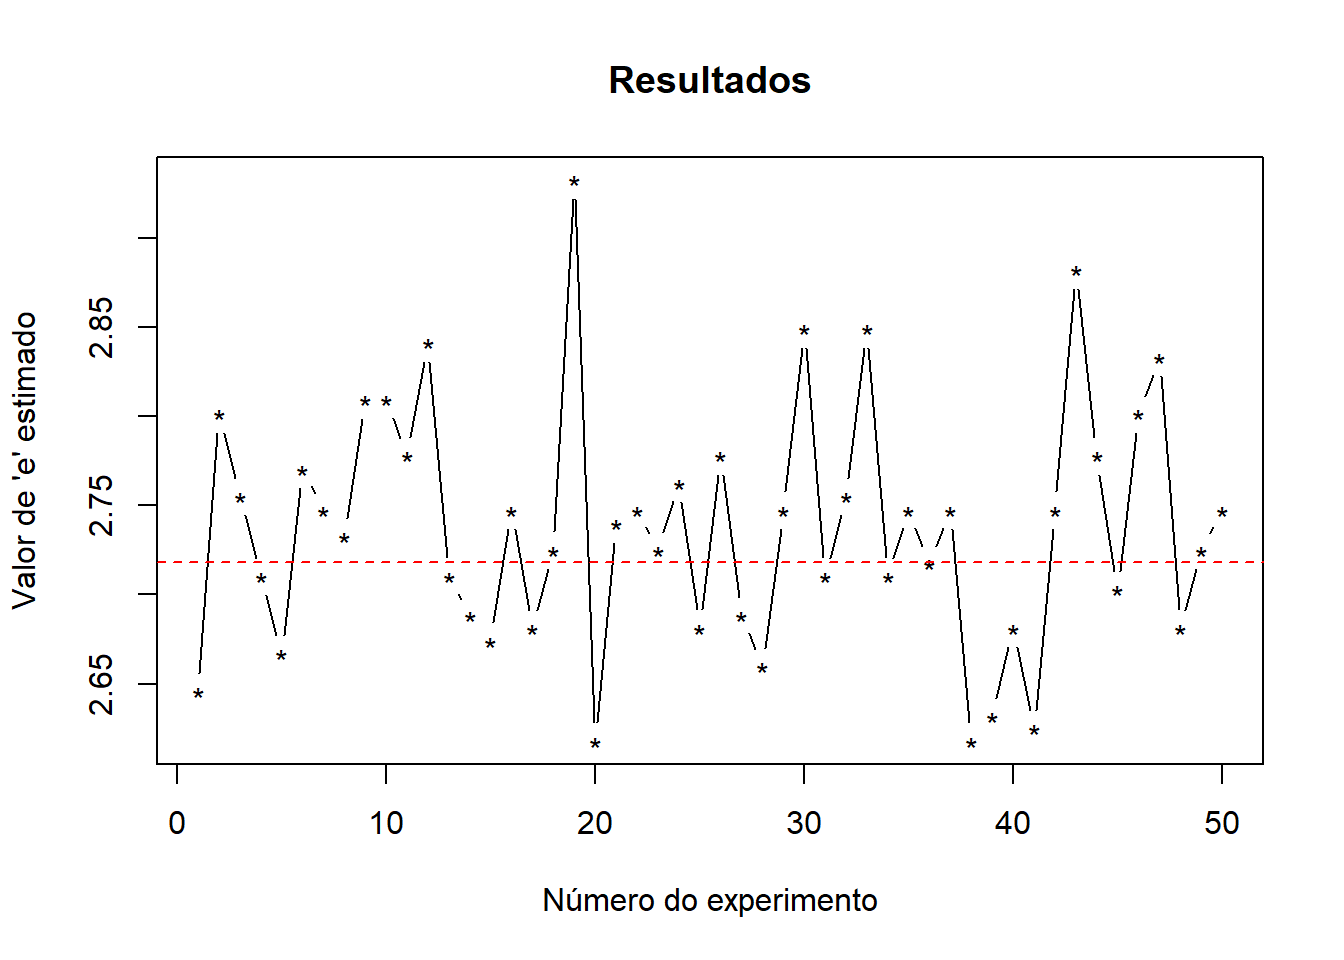 Resultados
Valor de 'e' estimado
2.85
2.75
2.65
0 10 20 30 40 50
Número do experimento